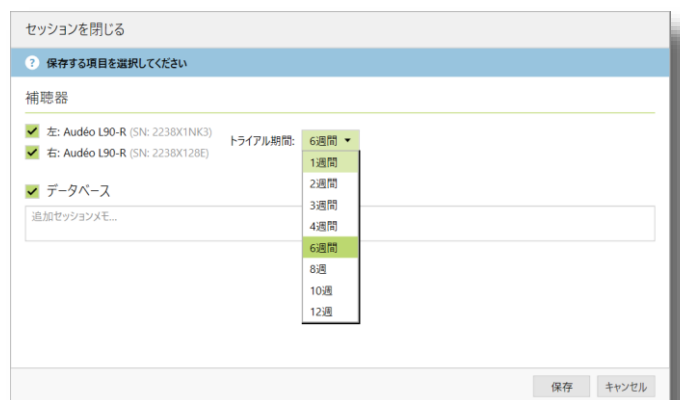 セッションを閉じる
? 保存する項目を選択してください
補聴器
左: Audéo L90-R (SN: 2238X1NK3)
右: Audéo L90-R (SN: 2238X128E)
トライアル期間: 6週間
1週間
2週間
3週間
4週間
6週間
8週
10週
12週
データベース
追加セッションメモ...
保存 キャンセル